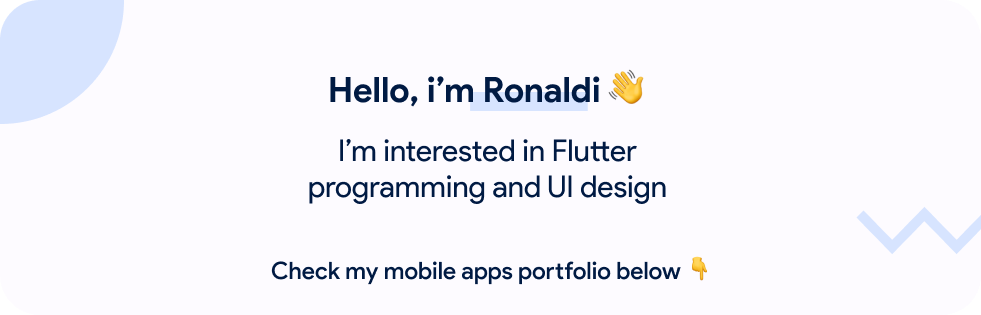 Hello, i’m Ronaldi 👋
I’m interested in Flutter
programming and UI design
Check my mobile apps portfolio below 👇